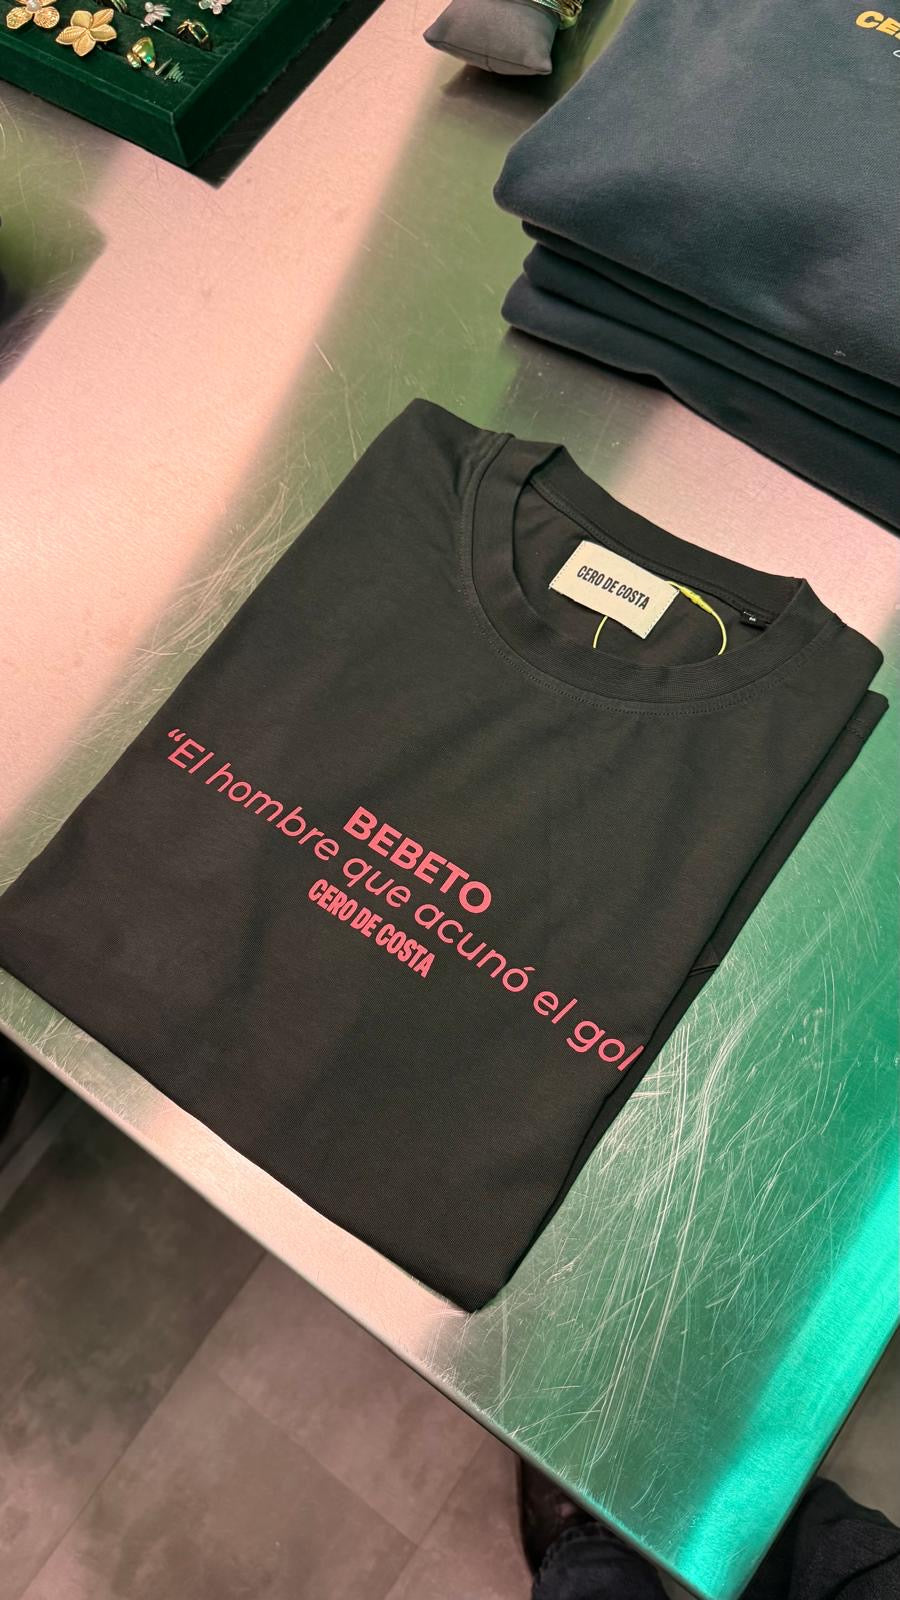 CERO DE COSTA
BEBETO
“El hombre que acunó el gol
CERO DE COSTA